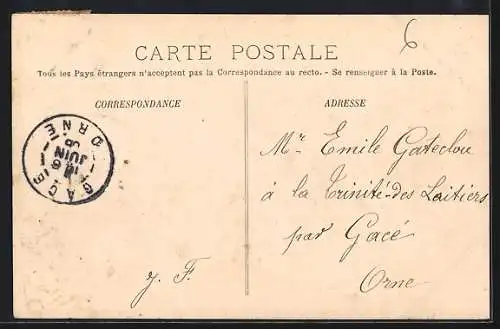 6
CARTE POSTALE
Tous les Pays étrangers n'acceptent pas la Correspondance au recto. - Se renseigner à la Poste.
CORRESPONDANCE
ADRESSE
GACÉ
ORNE
JUIN
Mr Emile Gateclou
à la Trinité-des Laitiers
par Gacé
Orne
J. F.